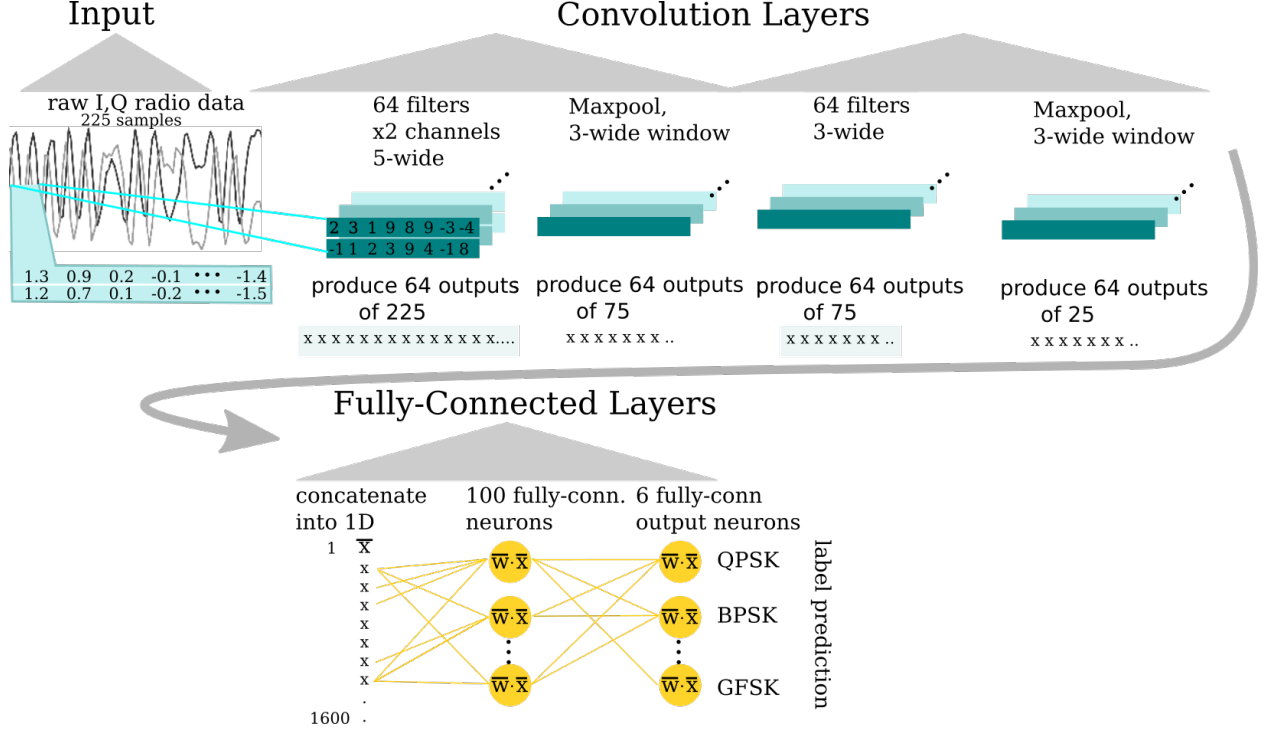 Input
Convolution Layers
raw I,Q radio data
225 samples
64 filters
x2 channels
5-wide
Maxpool,
3-wide window
64 filters
3-wide
Maxpool,
3-wide window
2 3 1 9 8 9 -3 -4
-1 1 2 3 9 4 -1 8
1.3 0.9 0.2 -0.1 ••• -1.4
1.2 0.7 0.1 -0.2 ••• -1.5
produce 64 outputs
of 225
x x x x x x x x x x x x x x....
produce 64 outputs
of 75
x x x x x x x ..
produce 64 outputs
of 75
x x x x x x x ..
produce 64 outputs
of 25
x x x x x x x ..
Fully-Connected Layers
concatenate
into 1D
100 fully-conn.
neurons
6 fully-conn
output neurons
1 x̅
x
x
x
x
x
x
x
.
1600 .
w̅·x̅
w̅·x̅
w̅·x̅
w̅·x̅ QPSK
w̅·x̅ BPSK
w̅·x̅ GFSK
label prediction